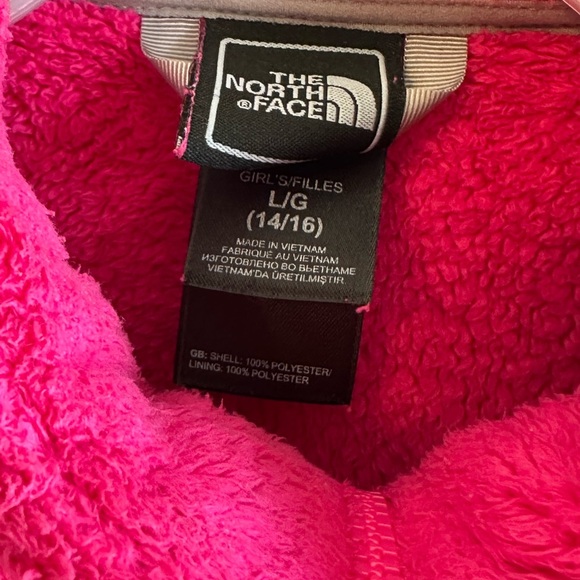 THE
NORTH
® FACE
GIRL'S/FILLES
L/G
(14/16)
MADE IN VIETNAM
FABRIQUÉ AU VIETNAM
ИЗГОТОВЛЕНО ВО ВЬЕТНАМЕ
VIETNAM'DA ÜRETILMIŞTIR.
GB: SHELL: 100% POLYESTER/
LINING: 100% POLYESTER